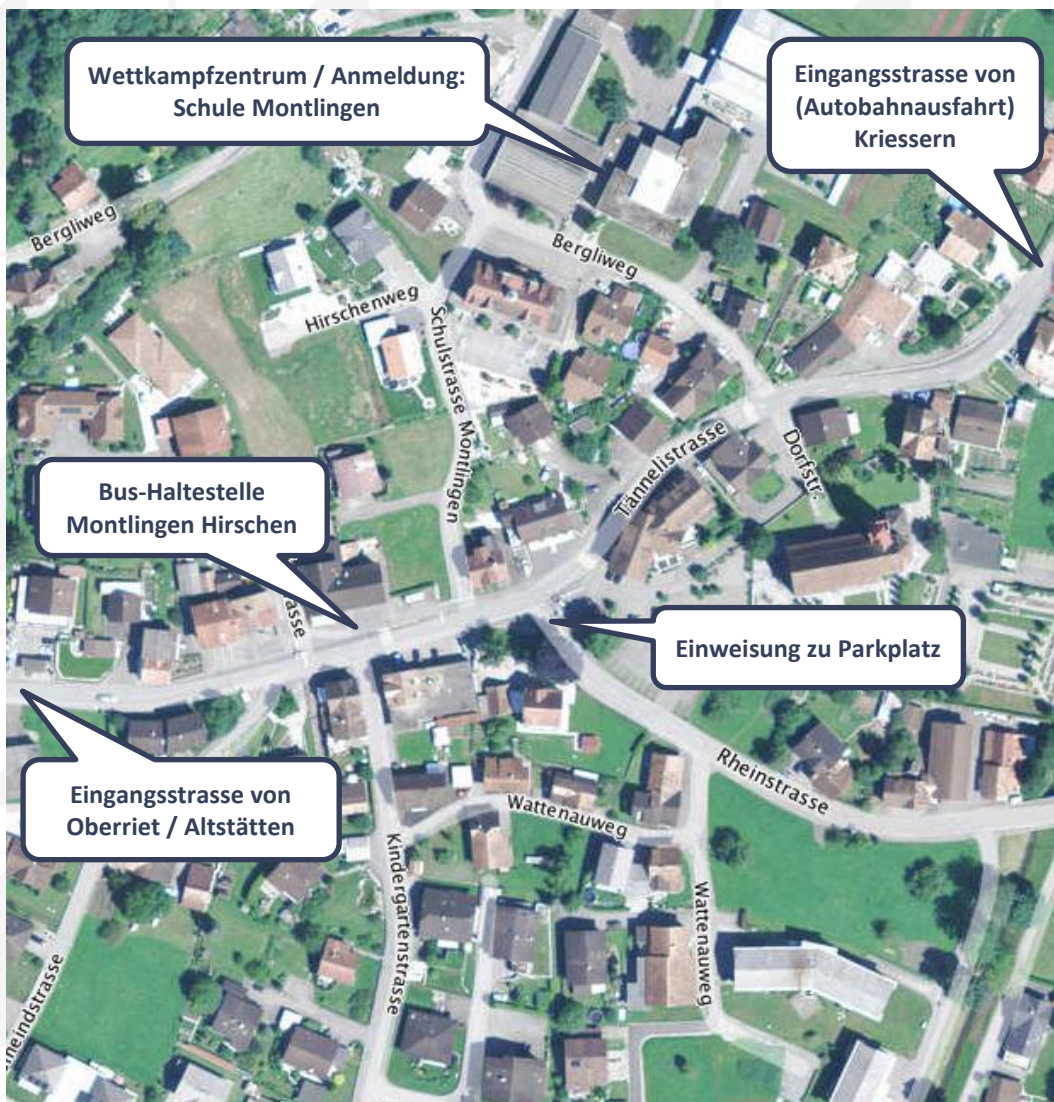 Wettkampfzentrum / Anmeldung:
Schule Montlingen
Eingangsstrasse von
(Autobahnausfahrt)
Kriessern
Bergliweg
Bergliweg
Hirschenweg
Schulstrasse Montlingen
Tännelistrasse
Dorfstr.
Bus-Haltestelle
Montlingen Hirschen
Einweisung zu Parkplatz
Eingangsstrasse von
Oberriet / Altstätten
Rheinstrasse
Wattenauweg
Kindergartenstrasse
Wattenauweg